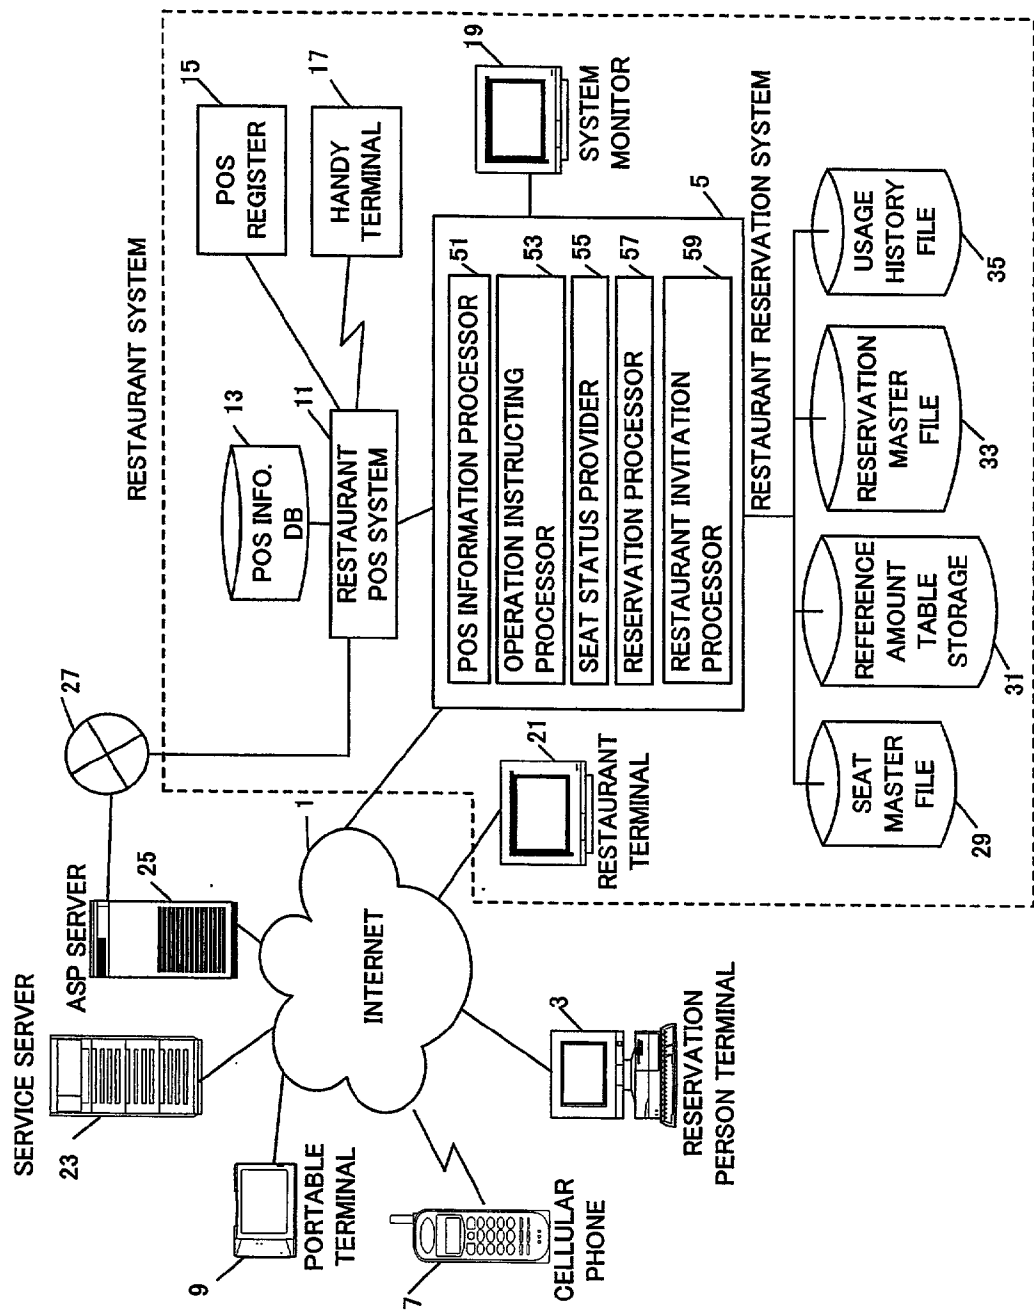 SERVICE SERVER
23
ASP SERVER
25
27
PORTABLE
TERMINAL
9
CELLULAR
PHONE
7
INTERNET
1
RESERVATION
PERSON TERMINAL
3
RESTAURANT SYSTEM
POS INFO.
DB
13
RESTAURANT
POS SYSTEM
11
POS
REGISTER
15
HANDY
TERMINAL
17
SYSTEM
MONITOR
19
RESTAURANT
TERMINAL
21
POS INFORMATION PROCESSOR
51
OPERATION INSTRUCTING
PROCESSOR
53
SEAT STATUS PROVIDER
55
RESERVATION PROCESSOR
57
RESTAURANT INVITATION
PROCESSOR
59
5
RESTAURANT RESERVATION SYSTEM
SEAT
MASTER
FILE
29
REFERENCE
AMOUNT
TABLE
STORAGE
31
RESERVATION
MASTER
FILE
33
USAGE
HISTORY
FILE
35